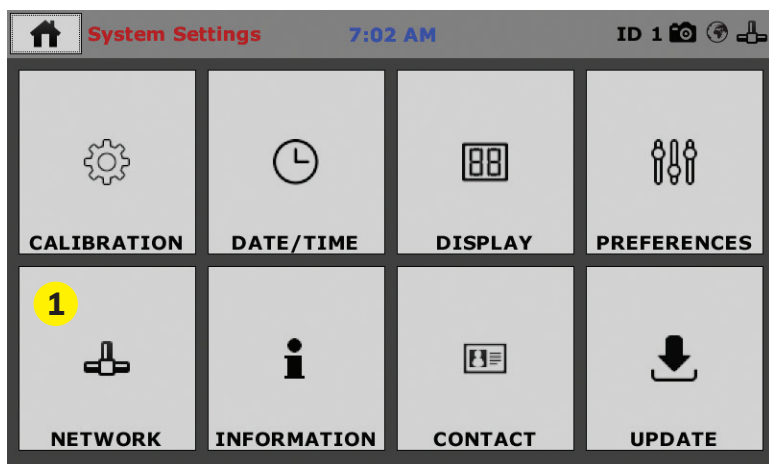 System Settings 7:02 AM ID 1
CALIBRATION DATE/TIME DISPLAY PREFERENCES
1
NETWORK INFORMATION CONTACT UPDATE